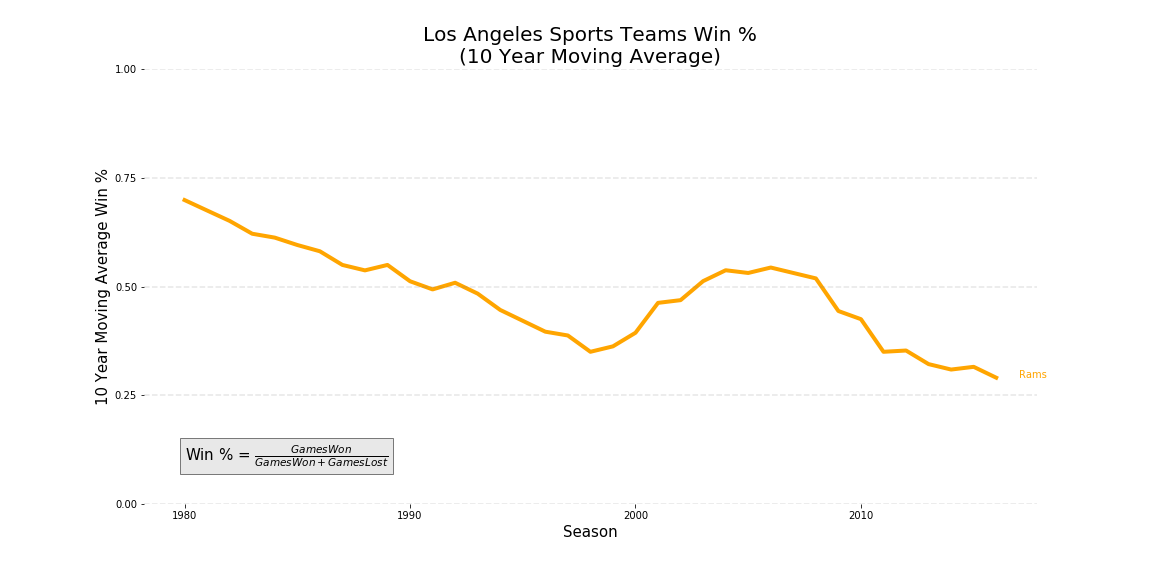 Los Angeles Sports Teams Win %
(10 Year Moving Average)
1.00
0.75
0.50
0.25
0.00
10 Year Moving Average Win %
Rams
Win % = GamesWon
GamesWon + GamesLost
1980 1990 2000 2010
Season